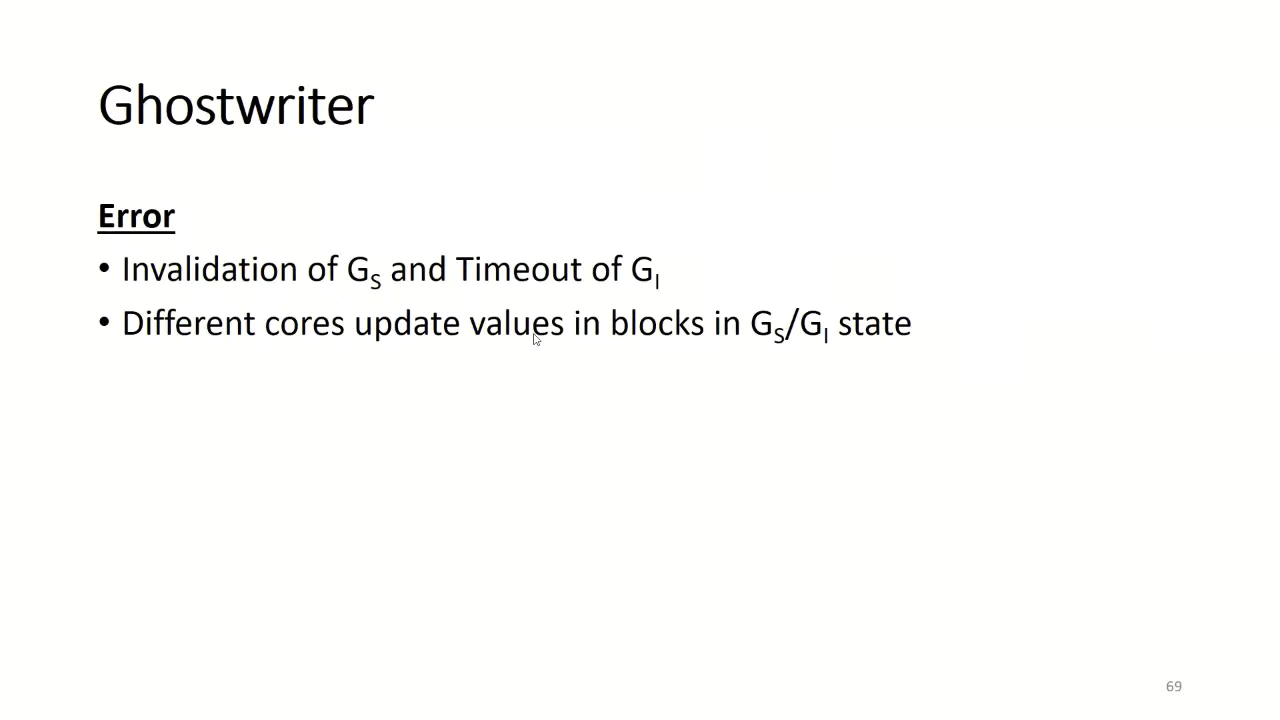 Ghostwriter
Error
• Invalidation of G_S and Timeout of G_I
• Different cores update values in blocks in G_S/G_I state
69